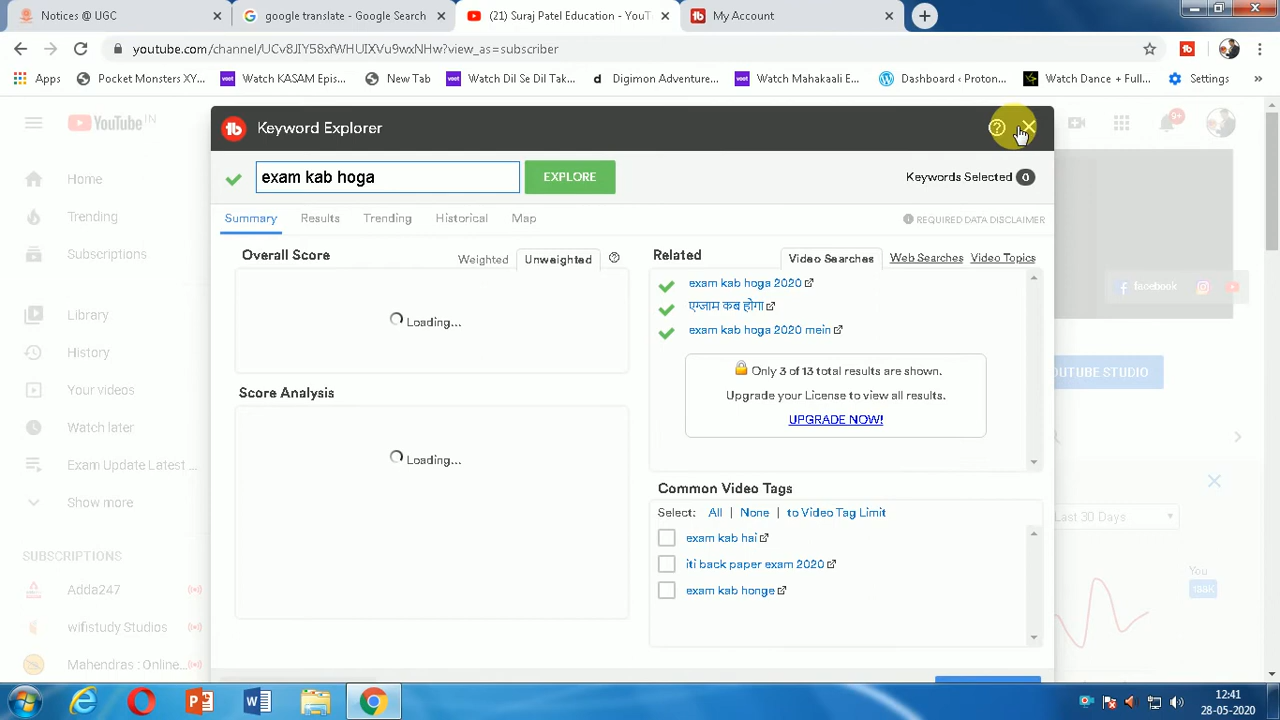 Notices @ UGC
google translate - Google Search
(21) Suraj Patel Education - YouT
My Account
youtube.com/channel/UCv8JIY58xfWHUIXVu9wxNHw?view_as=subscriber
Apps
Pocket Monsters XY...
Watch KASAM Epis...
New Tab
Watch Dil Se Dil Tak...
Digimon Adventure...
Watch Mahakaali E...
Dashboard ‹ Proton...
Watch Dance + Full...
Settings
»
YouTube IN
9+
Keyword Explorer
exam kab hoga
EXPLORE
Keywords Selected 0
Summary
Results
Trending
Historical
Map
REQUIRED DATA DISCLAIMER
Overall Score
Weighted
Unweighted
Loading...
Score Analysis
Loading...
Related
Video Searches
Web Searches
Video Topics
exam kab hoga 2020
एग्जाम कब होगा
exam kab hoga 2020 mein
Only 3 of 13 total results are shown.
Upgrade your License to view all results.
UPGRADE NOW!
Common Video Tags
Select: All | None | to Video Tag Limit
exam kab hai
iti back paper exam 2020
exam kab honge
Home
Trending
Subscriptions
Library
History
Your videos
Watch later
Exam Update Latest ...
Show more
SUBSCRIPTIONS
Adda247
wifistudy Studios
Mahendras : Online...
facebook
OUTUBE STUDIO
Last 30 Days
You
188K
12:41
28-05-2020